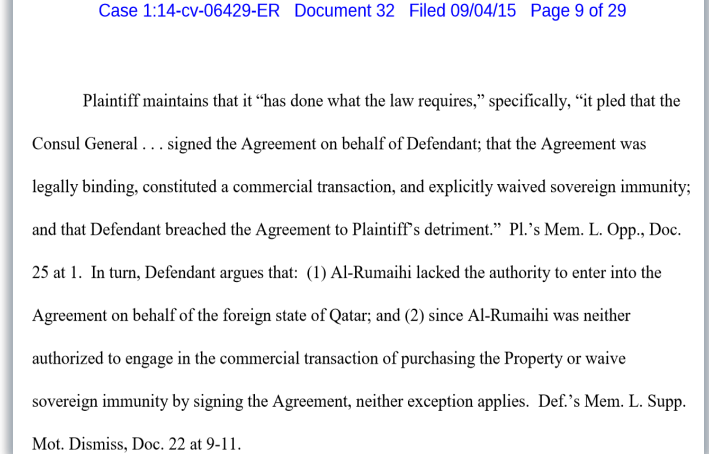 Case 1:14-cv-06429-ER Document 32 Filed 09/04/15 Page 9 of 29
Plaintiff maintains that it “has done what the law requires,” specifically, “it pled that the
Consul General . . . signed the Agreement on behalf of Defendant; that the Agreement was
legally binding, constituted a commercial transaction, and explicitly waived sovereign immunity;
and that Defendant breached the Agreement to Plaintiff’s detriment.” Pl.’s Mem. L. Opp., Doc.
25 at 1. In turn, Defendant argues that: (1) Al-Rumaihi lacked the authority to enter into the
Agreement on behalf of the foreign state of Qatar; and (2) since Al-Rumaihi was neither
authorized to engage in the commercial transaction of purchasing the Property or waive
sovereign immunity by signing the Agreement, neither exception applies. Def.’s Mem. L. Supp.
Mot. Dismiss, Doc. 22 at 9-11.